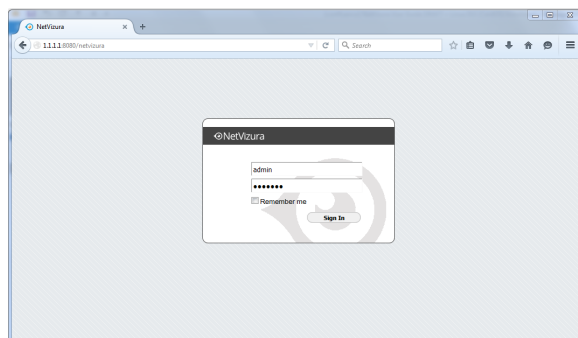 NetVizura
1.1.1.1:8080/netvizura
Search
NetVizura
admin
•••••••
Remember me
Sign In